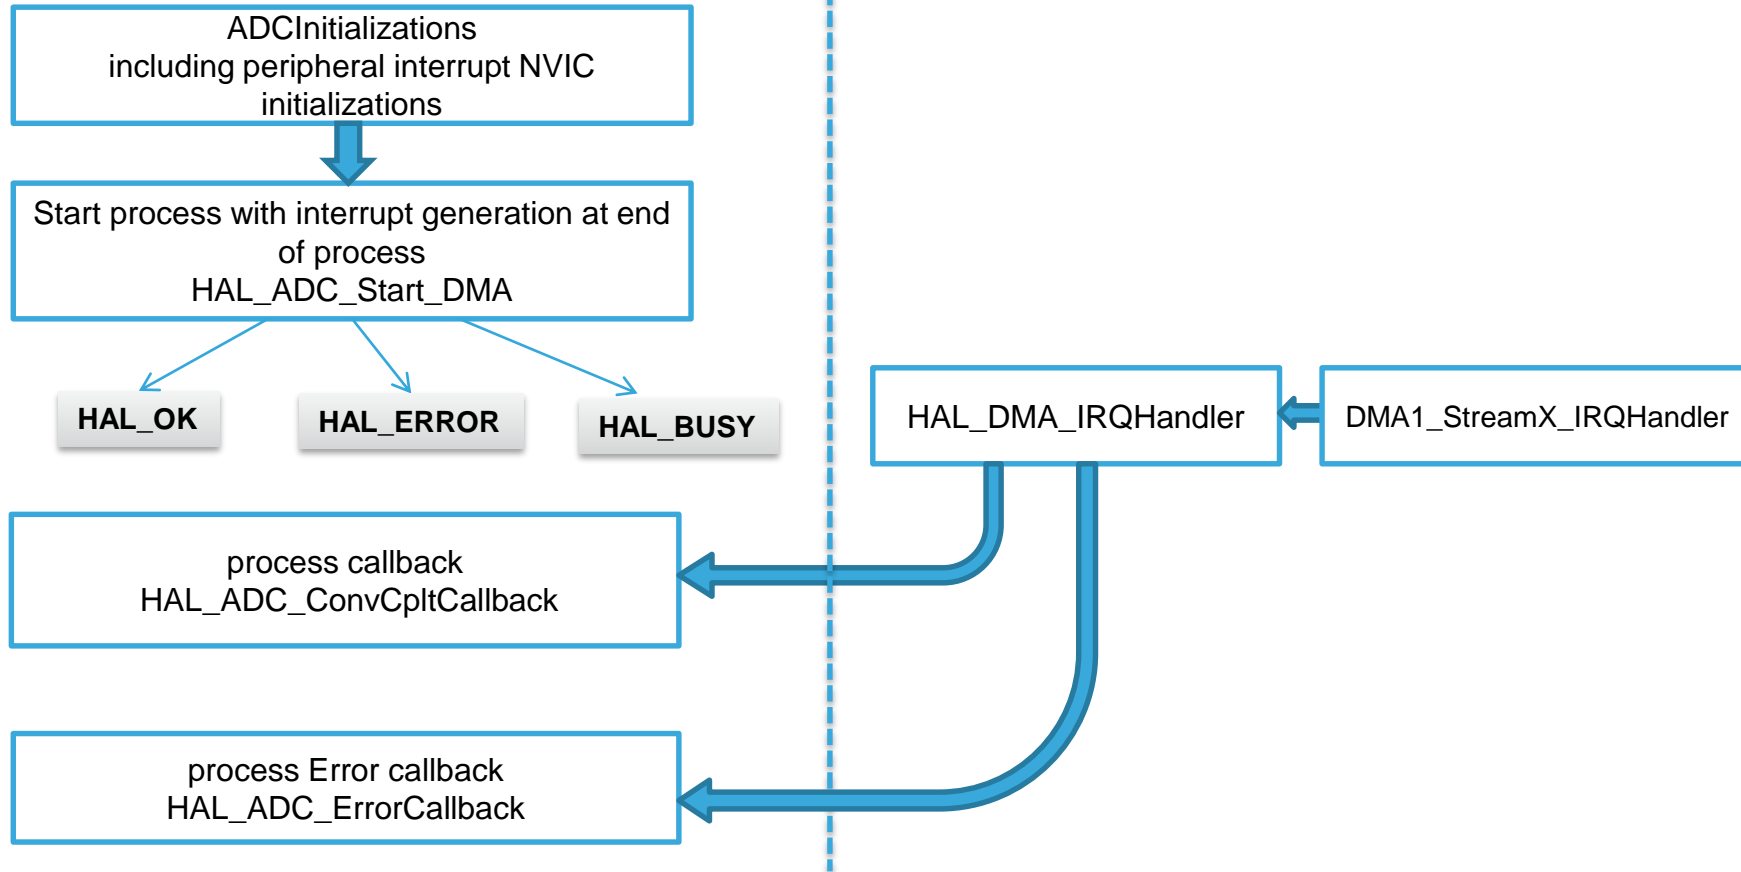 ADCInitializations
including peripheral interrupt NVIC
initializations
Start process with interrupt generation at end
of process
HAL_ADC_Start_DMA
HAL_OK
HAL_ERROR
HAL_BUSY
HAL_DMA_IRQHandler
DMA1_StreamX_IRQHandler
process callback
HAL_ADC_ConvCpltCallback
process Error callback
HAL_ADC_ErrorCallback